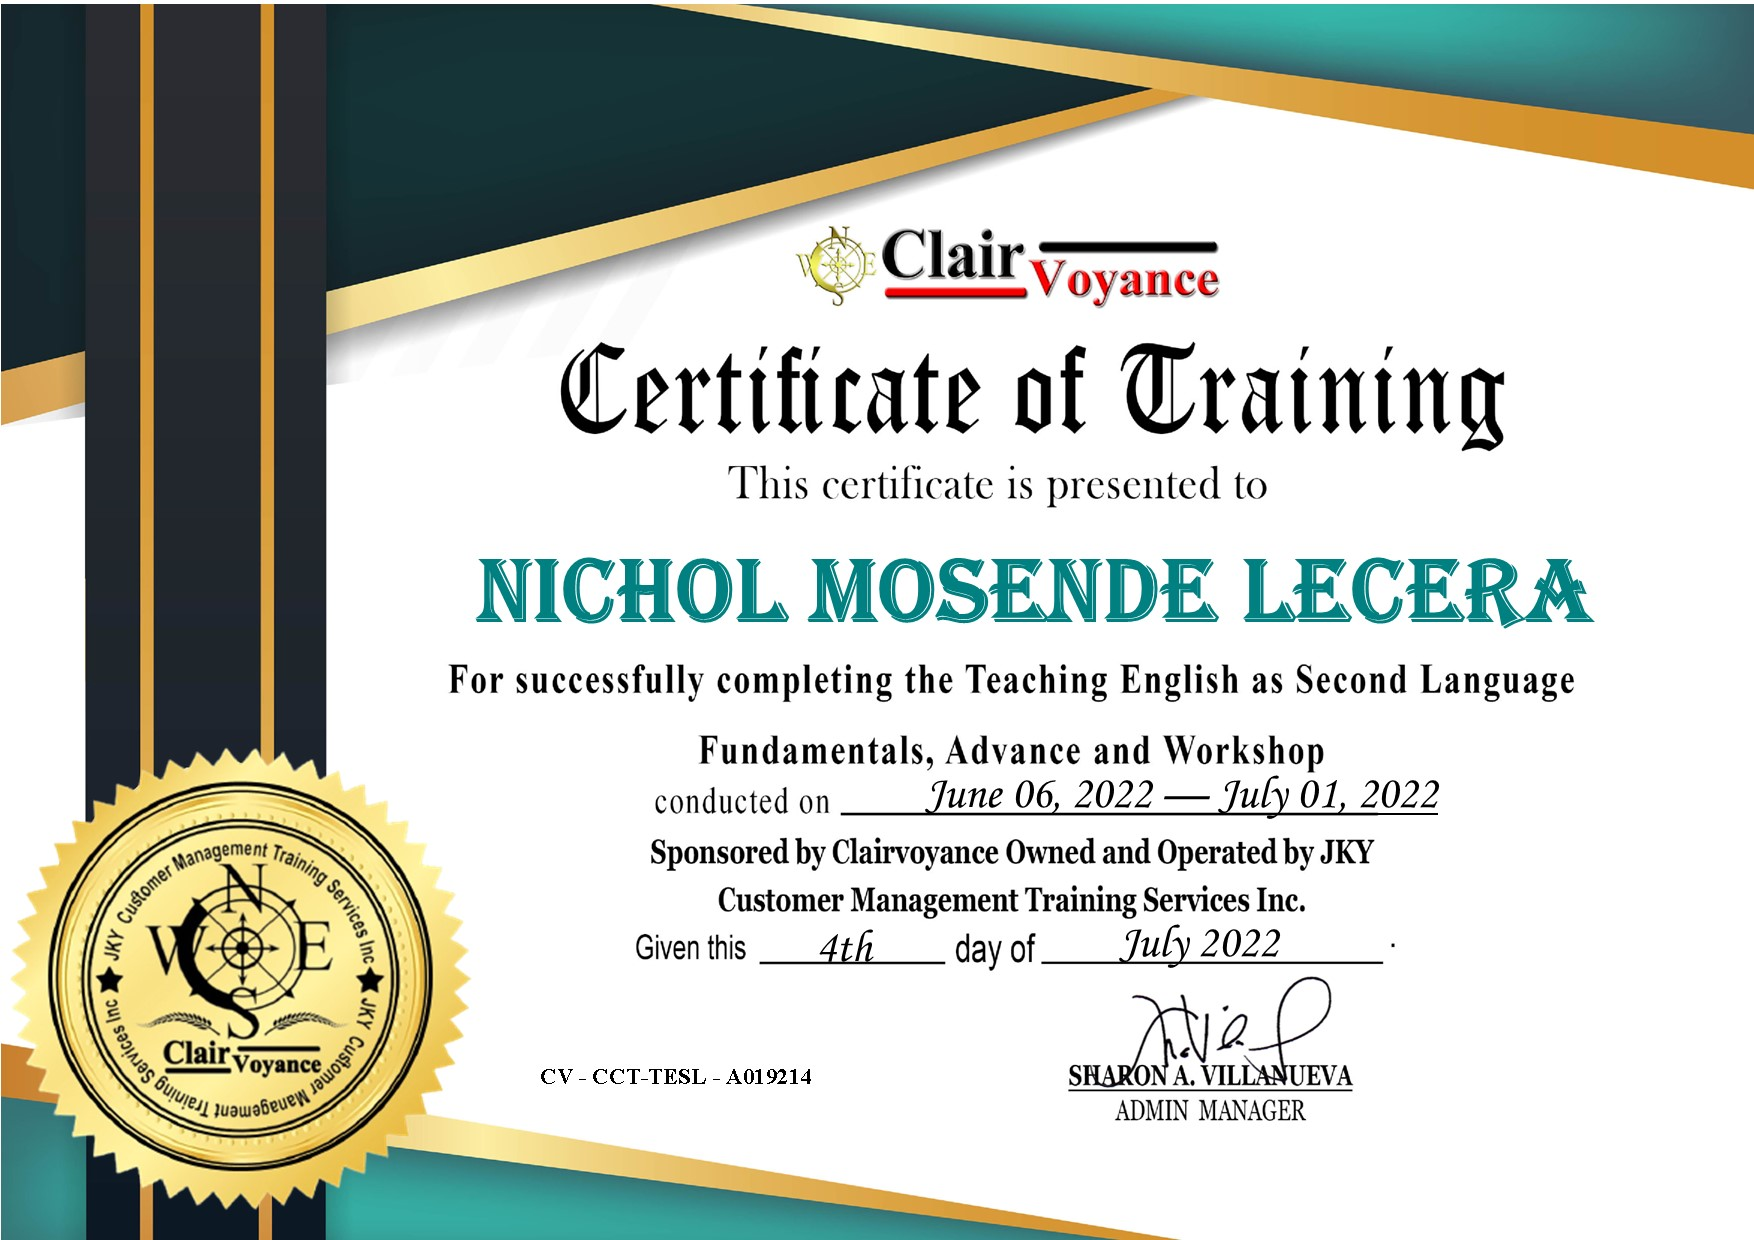 N
W E
S
Clair
Voyance
Certificate of Training
This certificate is presented to
NICHOL MOSENDE LECERA
For successfully completing the Teaching English as Second Language
Fundamentals, Advance and Workshop
conducted on June 06, 2022 — July 01, 2022
Sponsored by Clairvoyance Owned and Operated by JKY
Customer Management Training Services Inc.
Given this 4th day of July 2022 .
CV - CCT-TESL - A019214
SHARON A. VILLANUEVA
ADMIN MANAGER
JKY Customer Management Training Services Inc
JKY Customer Management Training Services Inc
N
W E
S
Clair
Voyance